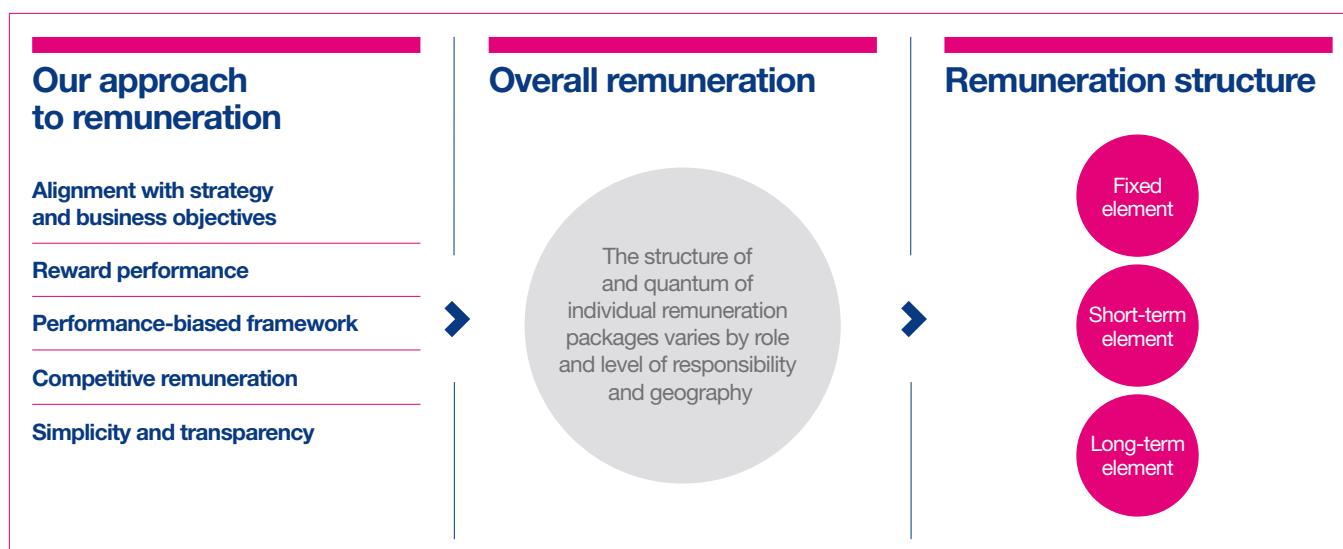 Our approach
to remuneration
Alignment with strategy
and business objectives
Reward performance
Performance-biased framework
Competitive remuneration
Simplicity and transparency
Overall remuneration
The structure of
and quantum of
individual remuneration
packages varies by role
and level of responsibility
and geography
Remuneration structure
Fixed
element
Short-term
element
Long-term
element